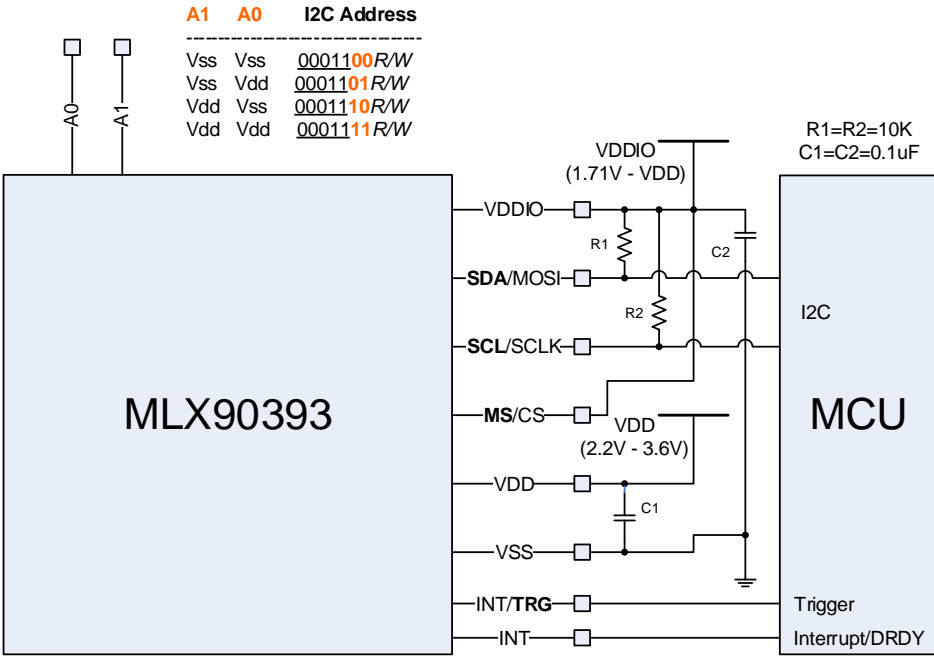 A1 A0 I2C Address
--------------------------------------
Vss Vss 0001100R/W
Vss Vdd 0001101R/W
Vdd Vss 0001110R/W
Vdd Vdd 0001111R/W
A0
A1
R1=R2=10K
C1=C2=0.1uF
VDDIO
(1.71V - VDD)
VDDIO
R1
C2
SDA/MOSI
R2
I2C
SCL/SCLK
MLX90393
MS/CS
MCU
VDD
(2.2V - 3.6V)
VDD
C1
VSS
INT/TRG
Trigger
INT
Interrupt/DRDY